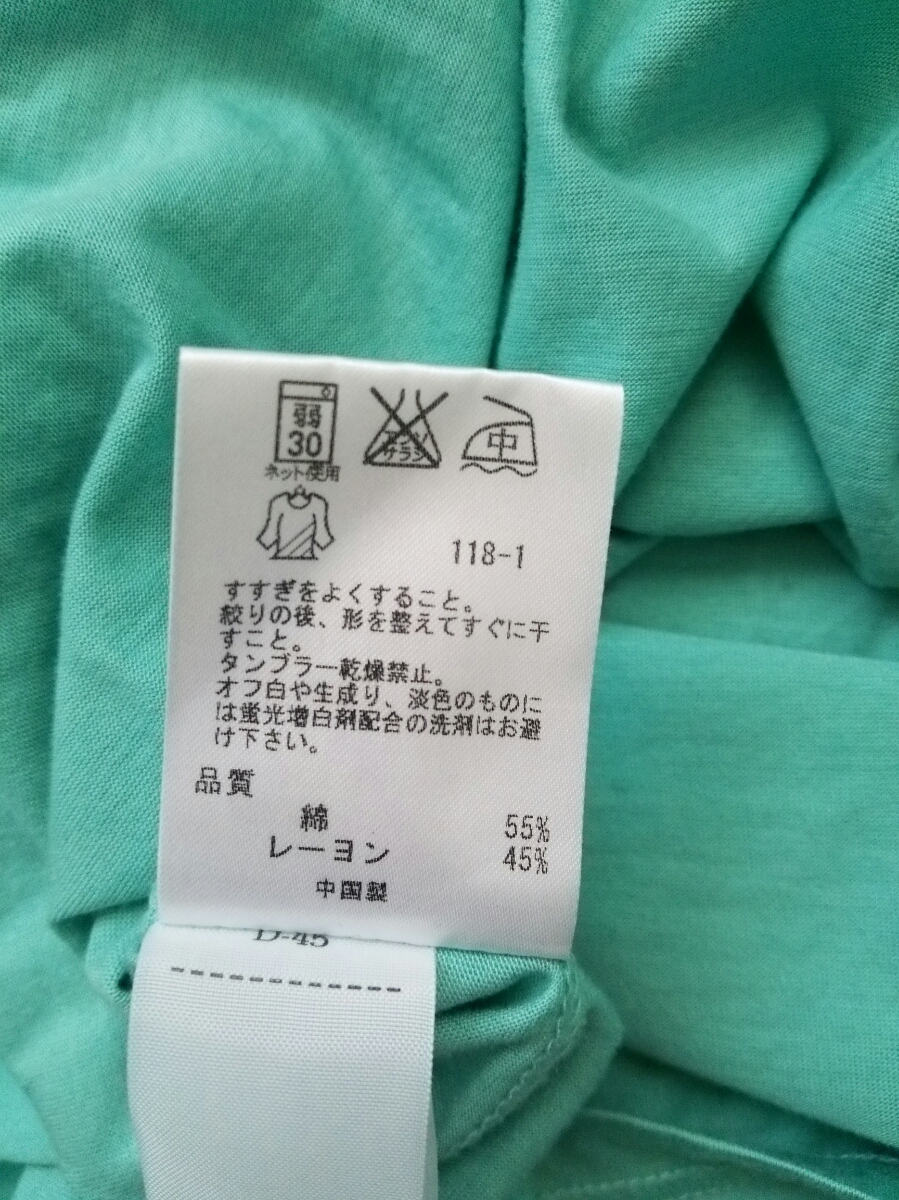 弱
30
ネット使用
エンソ
サラシ
中
118-1
すすぎをよくすること。
絞りの後、形を整えてすぐに干
すこと。
タンブラー乾燥禁止。
オフ白や生成り、淡色のものに
は蛍光増白剤配合の洗剤はお避
け下さい。
品質
綿 55%
レーヨン 45%
中国製
D-45